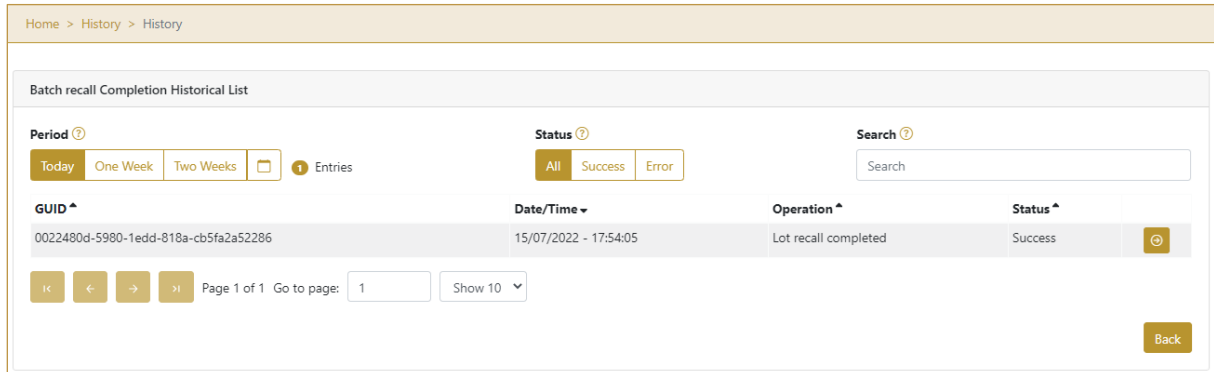 Home > History > History
Batch recall Completion Historical List
Period ?
Status ?
Search ?
Today One Week Two Weeks 1 Entries
All Success Error
Search
GUID Date/Time Operation Status
0022480d-5980-1edd-818a-cb5fa2a52286 15/07/2022 - 17:54:05 Lot recall completed Success
Page 1 of 1 Go to page: 1 Show 10
Back